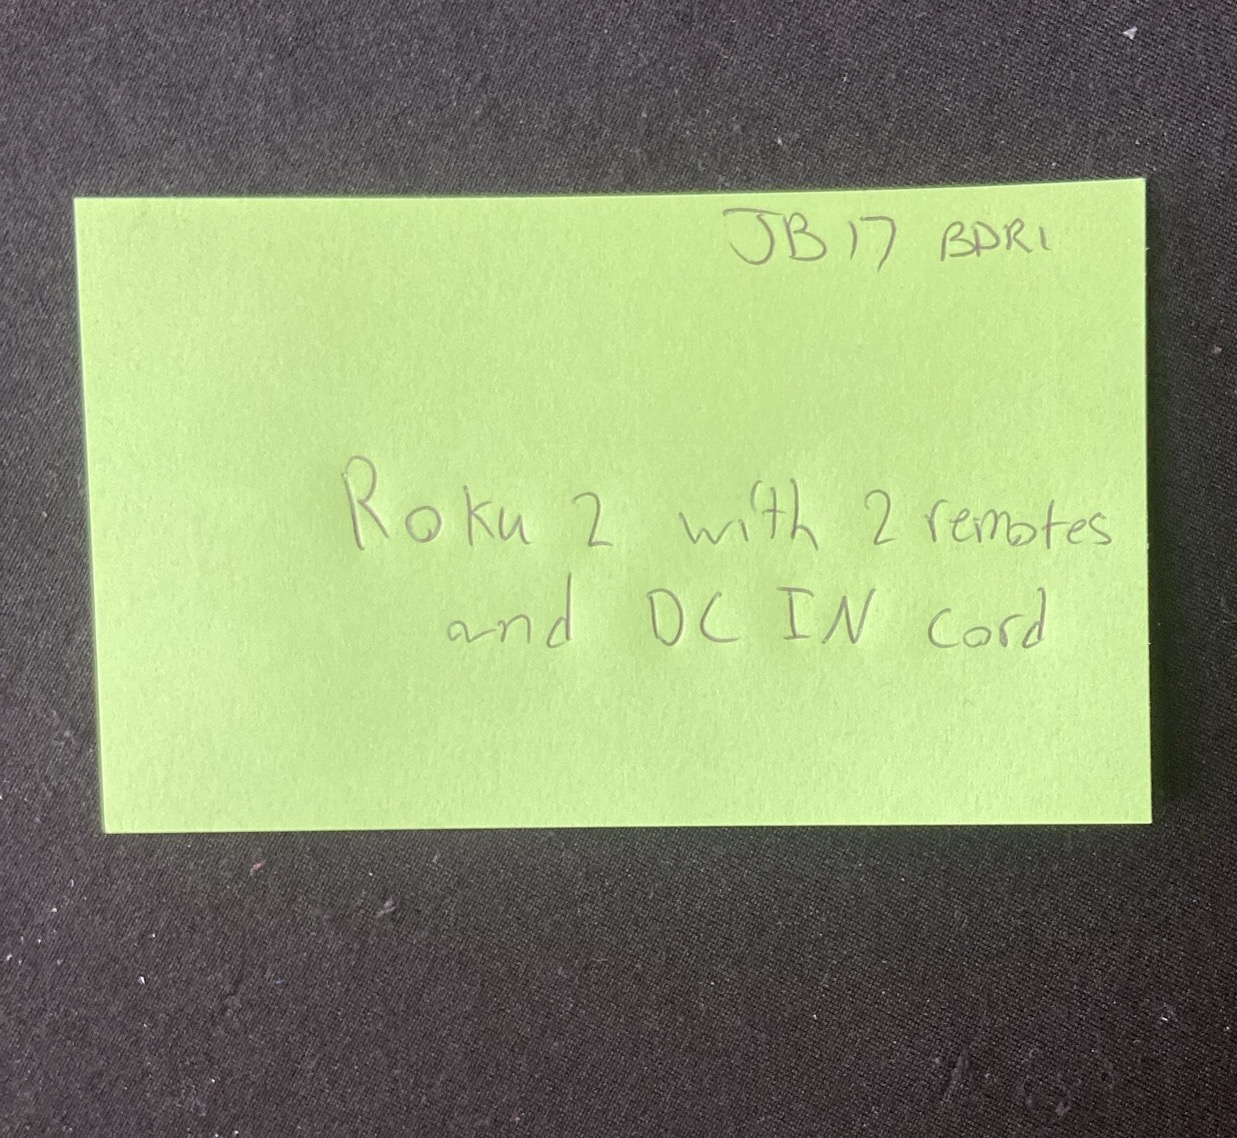 JB17 BDR1
Roku 2 with 2 remotes
and DC IN cord